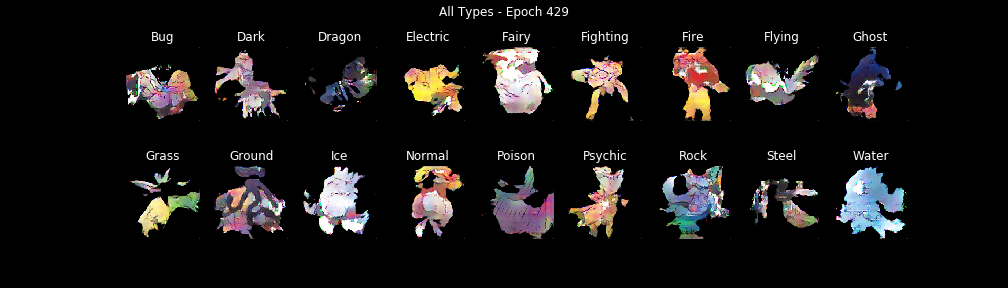 All Types - Epoch 429
Bug Dark Dragon Electric Fairy Fighting Fire Flying Ghost
Grass Ground Ice Normal Poison Psychic Rock Steel Water